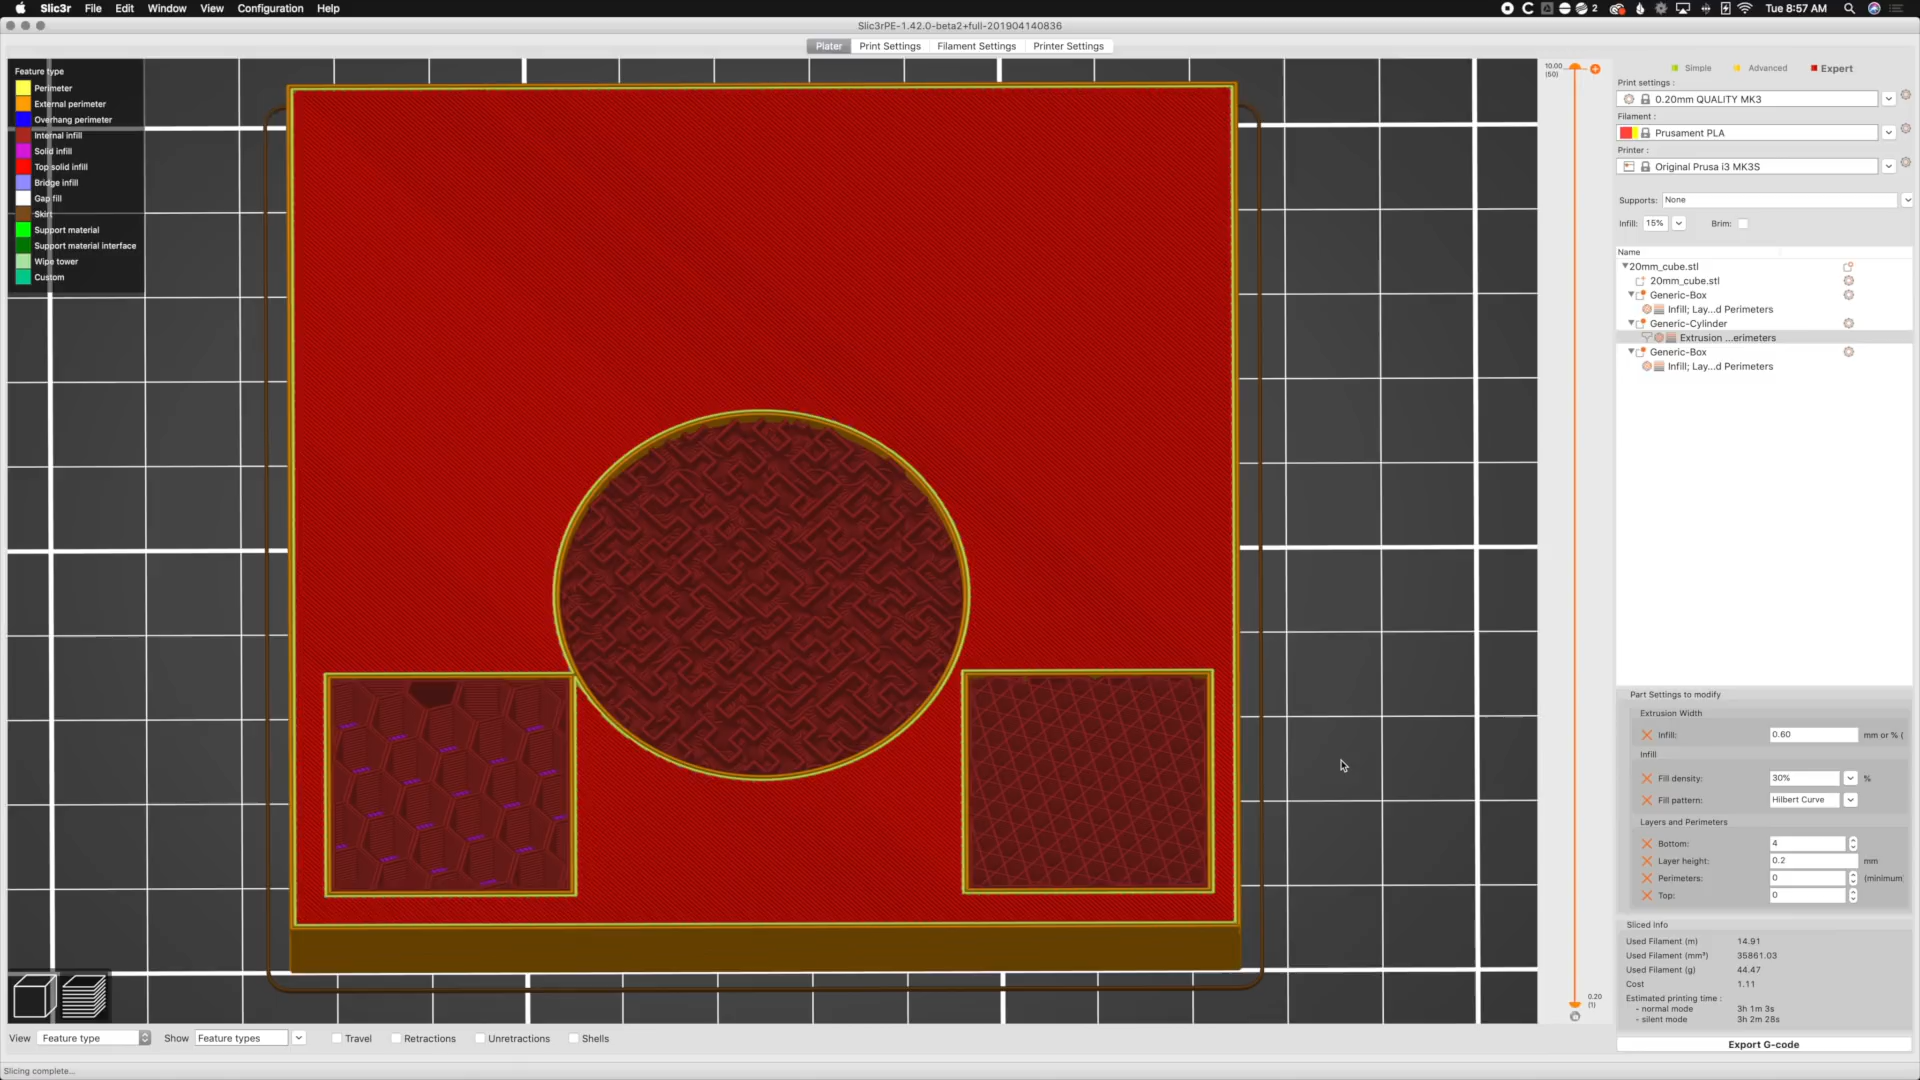 Slic3r File Edit Window View Configuration Help
2
Tue 8:57 AM
Slic3rPE-1.42.0-beta2+full-201904140836
Plater Print Settings Filament Settings Printer Settings
Feature type
Perimeter
External perimeter
Overhang perimeter
Internal infill
Solid infill
Top solid infill
Bridge infill
Gap fill
Skirt
Support material
Support material interface
Wipe tower
Custom
10.00
(50)
0.20
(1)
Simple Advanced Expert
Print settings :
0.20mm QUALITY MK3
Filament :
Prusament PLA
Printer :
Original Prusa i3 MK3S
Supports: None
Infill: 15% Brim:
Name
20mm_cube.stl
20mm_cube.stl
Generic-Box
Infill; Lay...d Perimeters
Generic-Cylinder
Extrusion ...erimeters
Generic-Box
Infill; Lay...d Perimeters
Part Settings to modify
Extrusion Width
Infill: 0.60 mm or % (
Infill
Fill density: 30% %
Fill pattern: Hilbert Curve
Layers and Perimeters
Bottom: 4
Layer height: 0.2 mm
Perimeters: 0 (minimum
Top: 0
Sliced Info
Used Filament (m) 14.91
Used Filament (mm³) 35861.03
Used Filament (g) 44.47
Cost 1.11
Estimated printing time :
- normal mode 3h 1m 3s
- silent mode 3h 2m 28s
Export G-code
View Feature type Show Feature types Travel Retractions Unretractions Shells
Slicing complete...